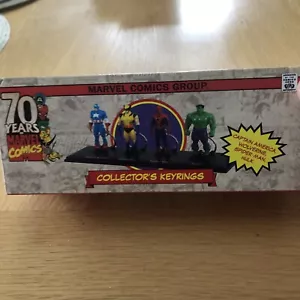 MARVEL COMICS GROUP
70
YEARS
MARVEL
COMICS
CAPTAIN AMERICA,
WOLVERINE,
SPIDER-MAN,
HULK
COLLECTOR'S KEYRINGS